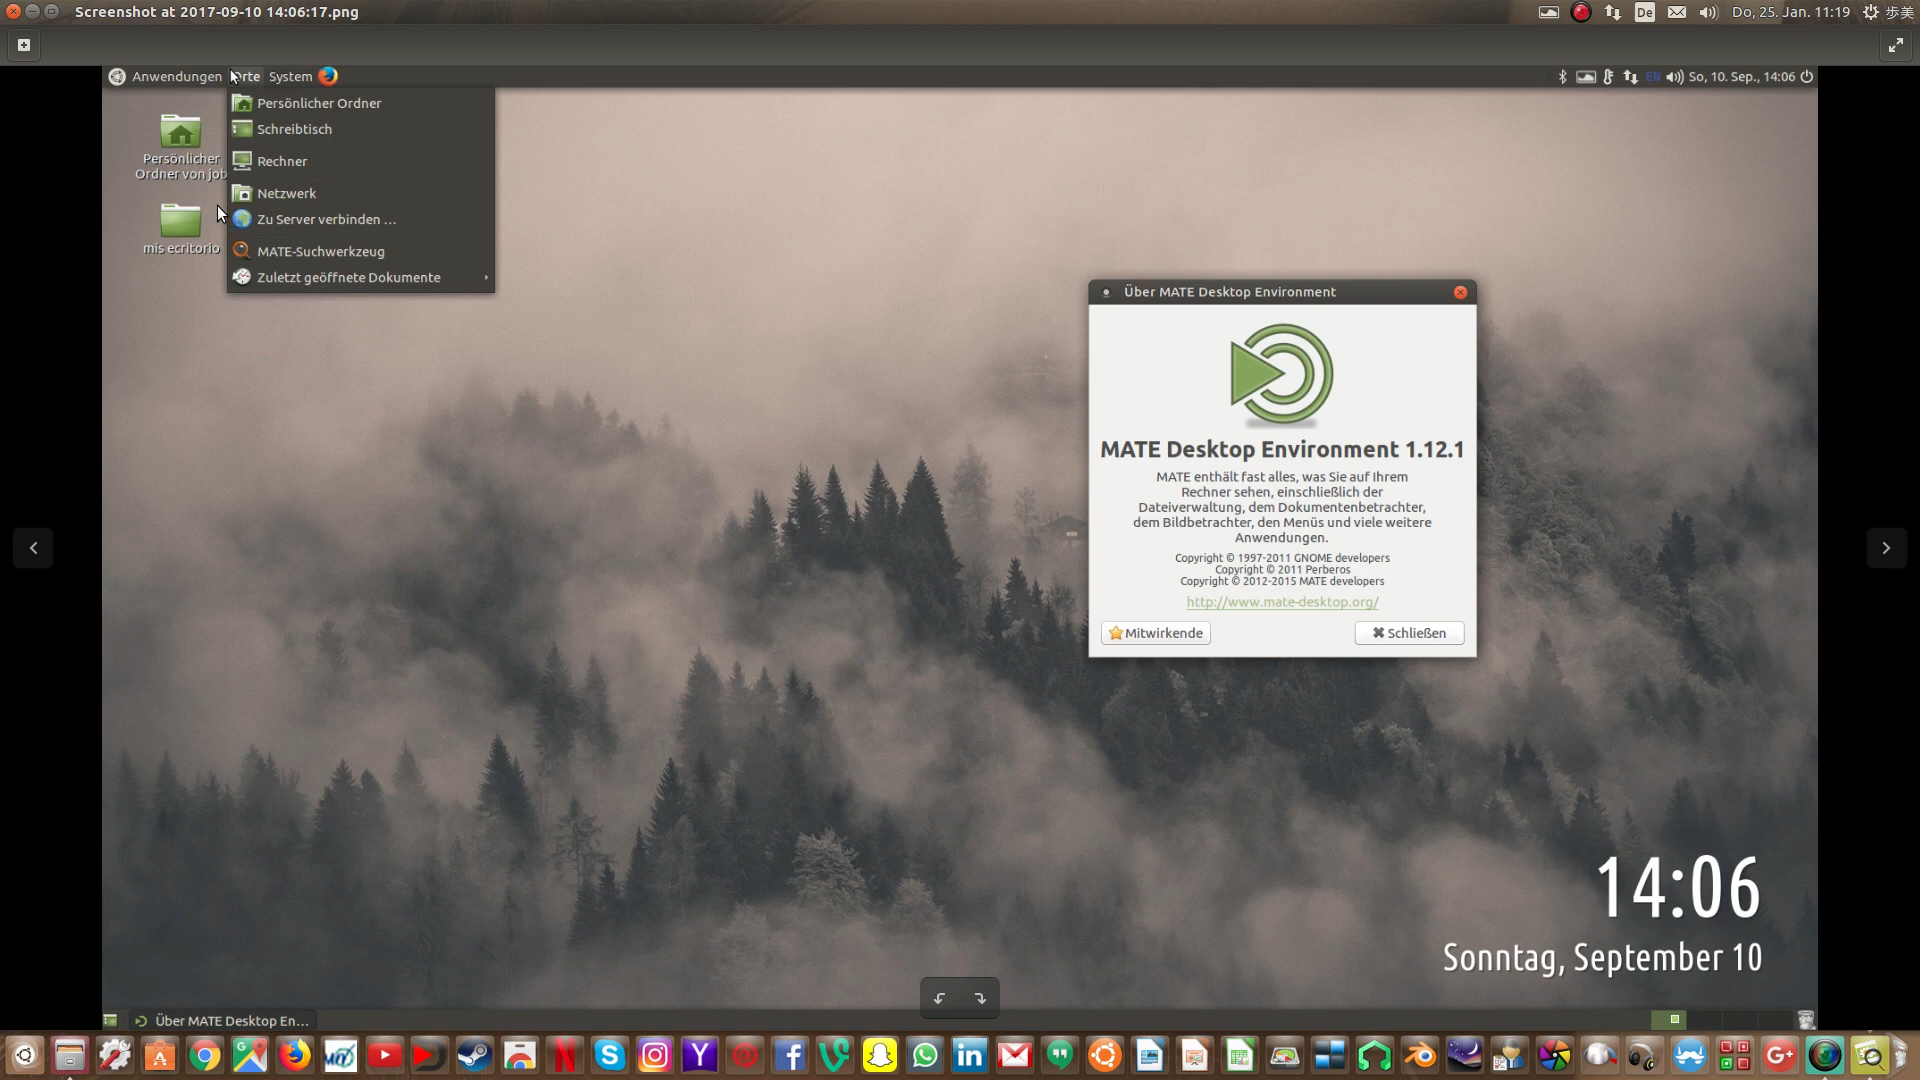 Screenshot at 2017-09-10 14:06:17.png
De
Do, 25. Jan. 11:19
歩美
Anwendungen
rte
System
EN
So, 10. Sep., 14:06
Persönlicher Ordner
Schreibtisch
Rechner
Netzwerk
Zu Server verbinden ...
MATE-Suchwerkzeug
Zuletzt geöffnete Dokumente
Persönlicher
Ordner von job
mis ecritorio
Über MATE Desktop Environment
MATE Desktop Environment 1.12.1
MATE enthält fast alles, was Sie auf Ihrem
Rechner sehen, einschließlich der
Dateiverwaltung, dem Dokumentenbetrachter,
dem Bildbetrachter, den Menüs und viele weitere
Anwendungen.
Copyright © 1997-2011 GNOME developers
Copyright © 2011 Perberos
Copyright © 2012-2015 MATE developers
http://www.mate-desktop.org/
Mitwirkende
Schließen
14:06
Sonntag, September 10
Über MATE Desktop En...